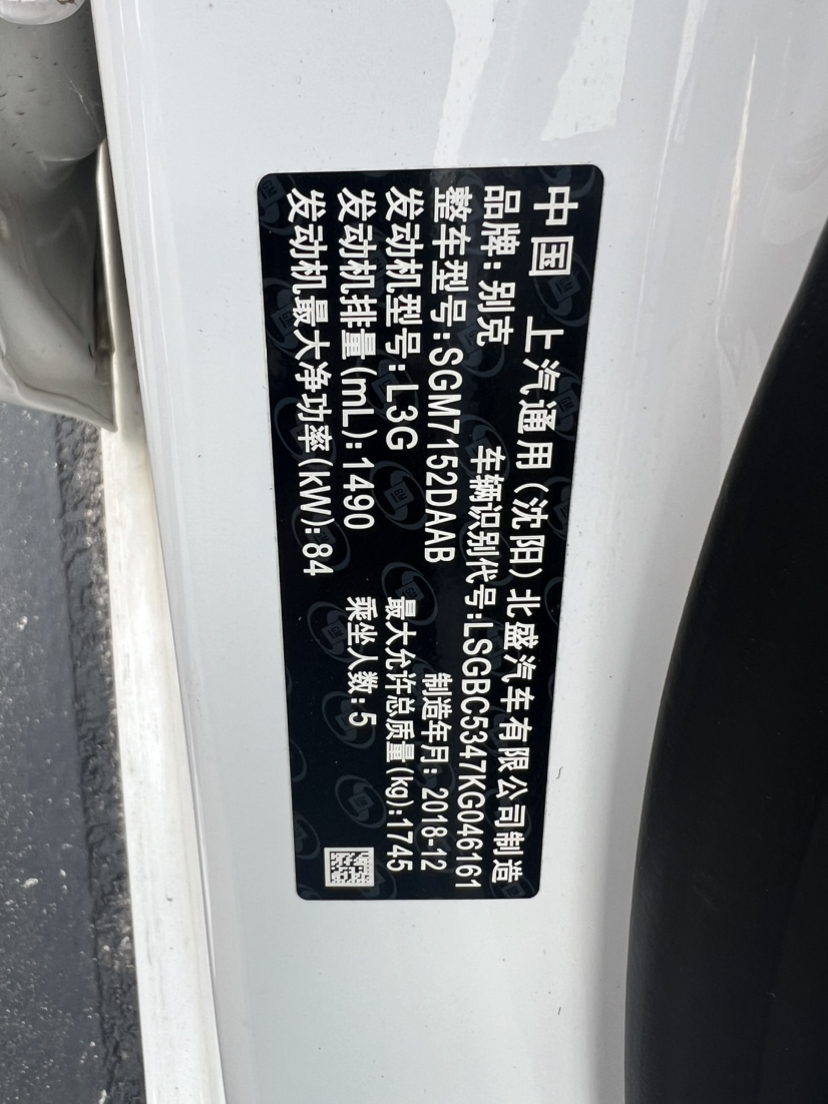 中国 上汽通用(沈阳)北盛汽车有限公司制造
品牌:别克 车辆识别代号:LSGBC5347KG046161
整车型号:SGM7152DAAB 制造年月:2018-12
发动机型号:L3G 最大允许总质量(kg):1745
发动机排量(mL):1490 乘坐人数:5
发动机最大净功率(kW):84